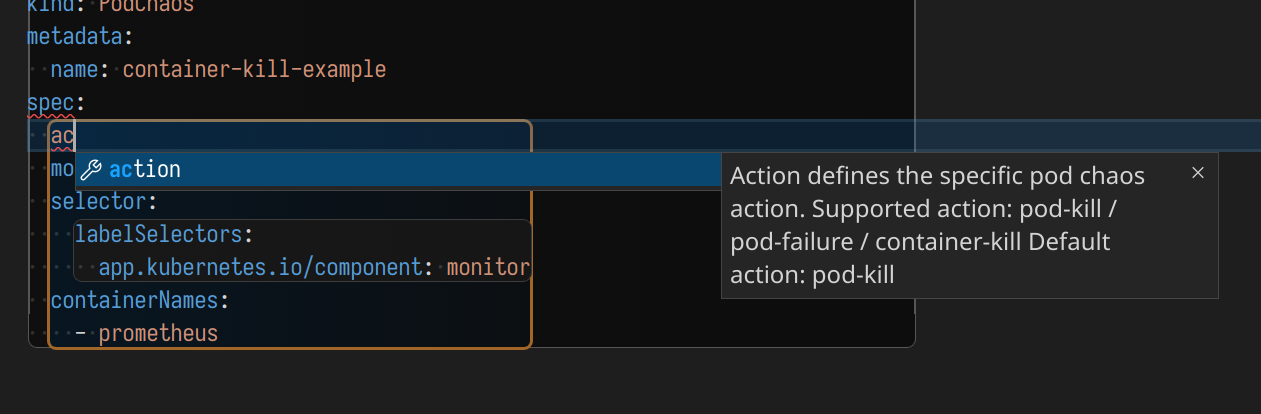 kind: PodChaos
metadata:
  name: container-kill-example
spec:
  ac
action
  mo
  selector:
    labelSelectors:
      app.kubernetes.io/component: monitor
  containerNames:
    - prometheus
Action defines the specific pod chaos
action. Supported action: pod-kill /
pod-failure / container-kill Default
action: pod-kill